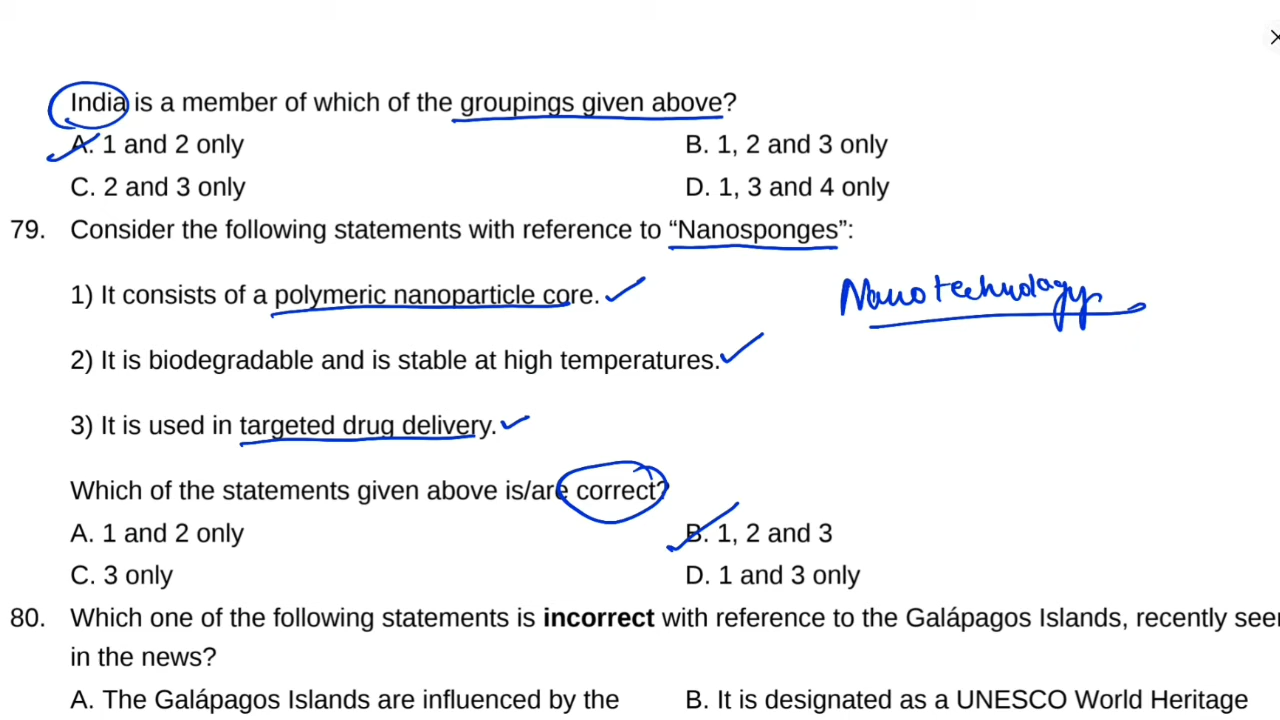 India is a member of which of the groupings given above?
A. 1 and 2 only
B. 1, 2 and 3 only
C. 2 and 3 only
D. 1, 3 and 4 only
79. Consider the following statements with reference to “Nanosponges”:
1) It consists of a polymeric nanoparticle core.
Nanotechnology
2) It is biodegradable and is stable at high temperatures.
3) It is used in targeted drug delivery.
Which of the statements given above is/are correct?
A. 1 and 2 only
B. 1, 2 and 3
C. 3 only
D. 1 and 3 only
80. Which one of the following statements is incorrect with reference to the Galápagos Islands, recently seen
in the news?
A. The Galápagos Islands are influenced by the
B. It is designated as a UNESCO World Heritage